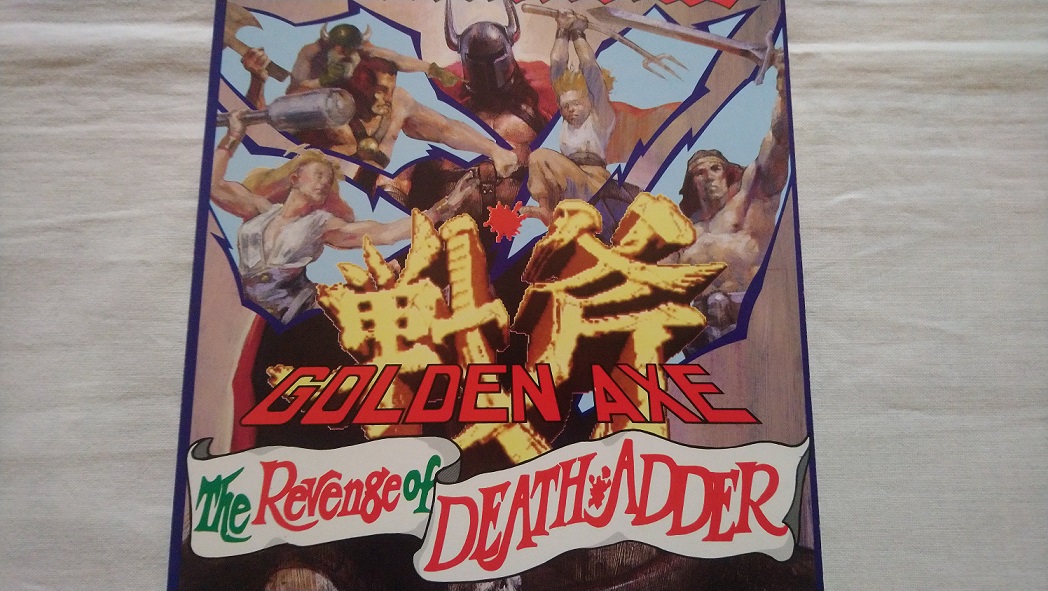 戦斧
GOLDEN AXE
The Revenge of
DEATH ADDER